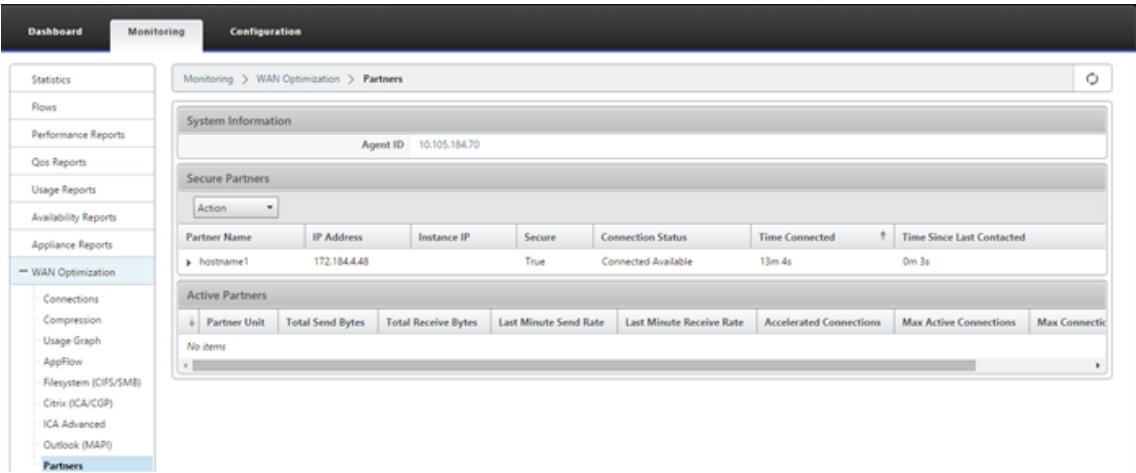 Dashboard Monitoring Configuration
Statistics
Flows
Performance Reports
Qos Reports
Usage Reports
Availability Reports
Appliance Reports
WAN Optimization
Connections
Compression
Usage Graph
AppFlow
Filesystem (CIFS/SMB)
Citrix (ICA/CGP)
ICA Advanced
Outlook (MAPI)
Partners
Monitoring > WAN Optimization > Partners
System Information
Agent ID 10.105.184.70
Secure Partners
Action
Partner Name IP Address Instance IP Secure Connection Status Time Connected Time Since Last Contacted
hostname1 172.184.4.48 True Connected Available 13m 4s 0m 3s
Active Partners
Partner Unit Total Send Bytes Total Receive Bytes Last Minute Send Rate Last Minute Receive Rate Accelerated Connections Max Active Connections Max Connectic
No items